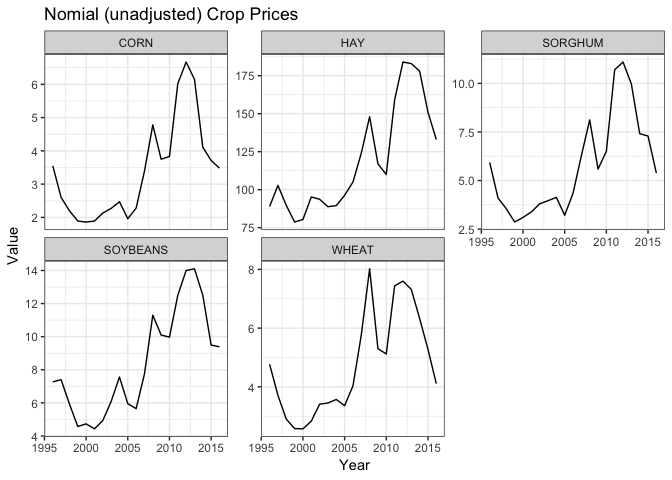 Nomial (unadjusted) Crop Prices
CORN
HAY
SORGHUM
6
5
4
3
2
175
150
125
100
75
10.0
7.5
5.0
2.5
1995 2000 2005 2010 2015
SOYBEANS
WHEAT
14
12
10
8
6
4
8
6
4
1995 2000 2005 2010 2015
1995 2000 2005 2010 2015
Value
Year